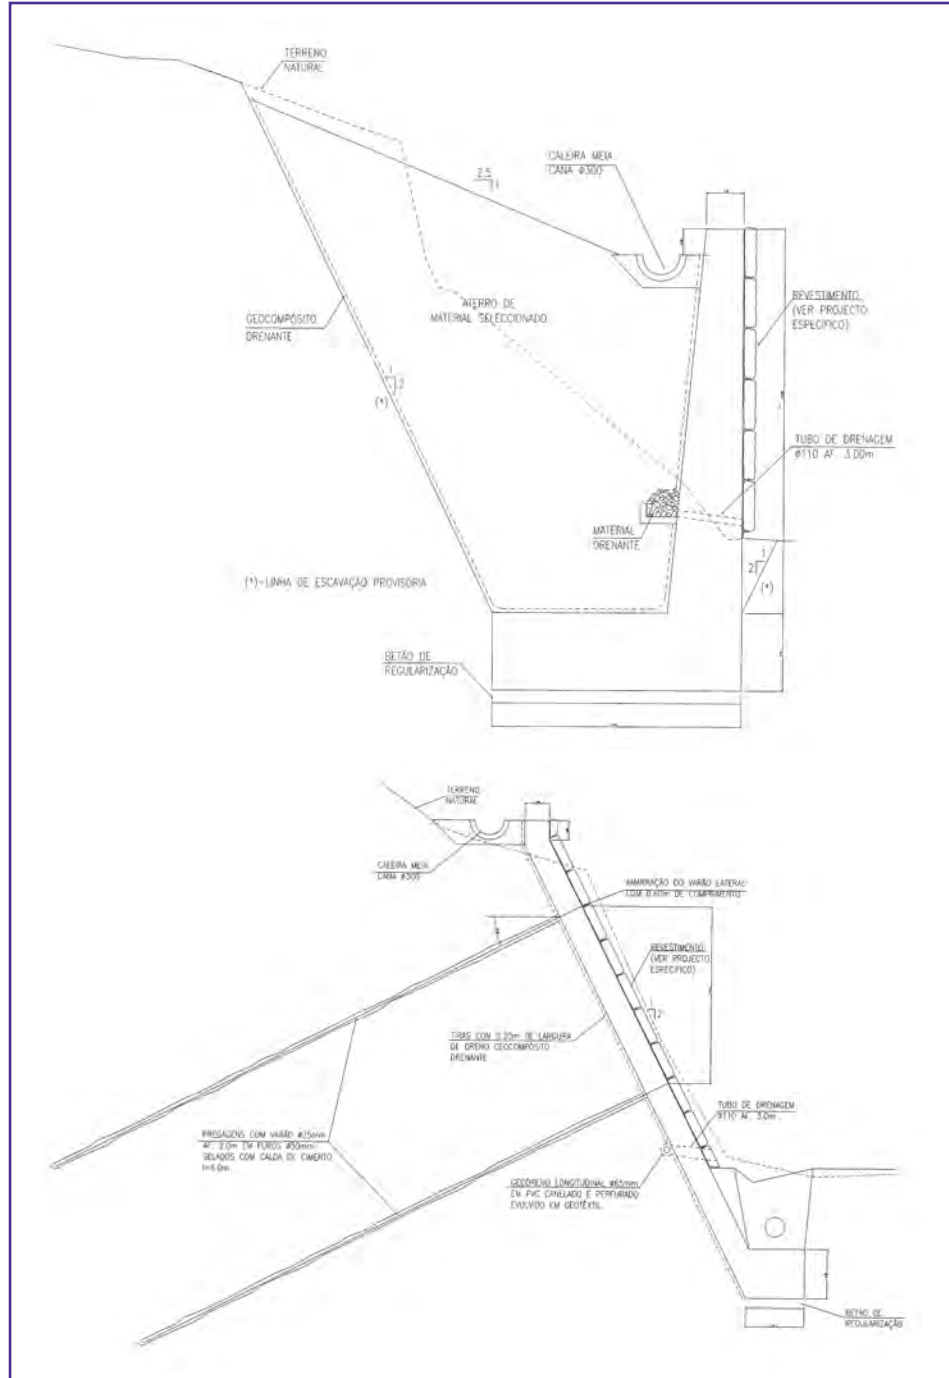 TERRENO
NATURAL
CALEIRA MEIA
CANA Ø300
2.5
1
GEOCOMPÓSITO
DRENANTE
ATERRO DE
MATERIAL SELECCIONADO
REVESTIMENTO
(VER PROJECTO
ESPECÍFICO)
1
2
(*)
TUBO DE DRENAGEM
Ø110 AF. 3.00m
MATERIAL
DRENANTE
1
2
(*)
(*)-LINHA DE ESCAVAÇÃO PROVISÓRIA
BETÃO DE
REGULARIZAÇÃO
TERRENO
NATURAL
CALEIRA MEIA
CANA Ø300
AMARRAÇÃO DO VARÃO LATERAL
COM 0.60m DE COMPRIMENTO
REVESTIMENTO
(VER PROJECTO
ESPECÍFICO)
1
2
TIRAS COM 0.20m DE LARGURA
DE DRENO GEOCOMPÓSITO
DRENANTE
TUBO DE DRENAGEM
Ø110 AF. 3.0m
PREGAGENS COM VARÃO Ø25mm
AF. 2.0m EM FUROS Ø50mm
SELADOS COM CALDA DE CIMENTO
l=6.0m
GEODRENO LONGITUDINAL Ø65mm
EM PVC CANELADO E PERFURADO
EVOLVIDO EM GEOTÊXTIL
BETÃO DE
REGULARIZAÇÃO